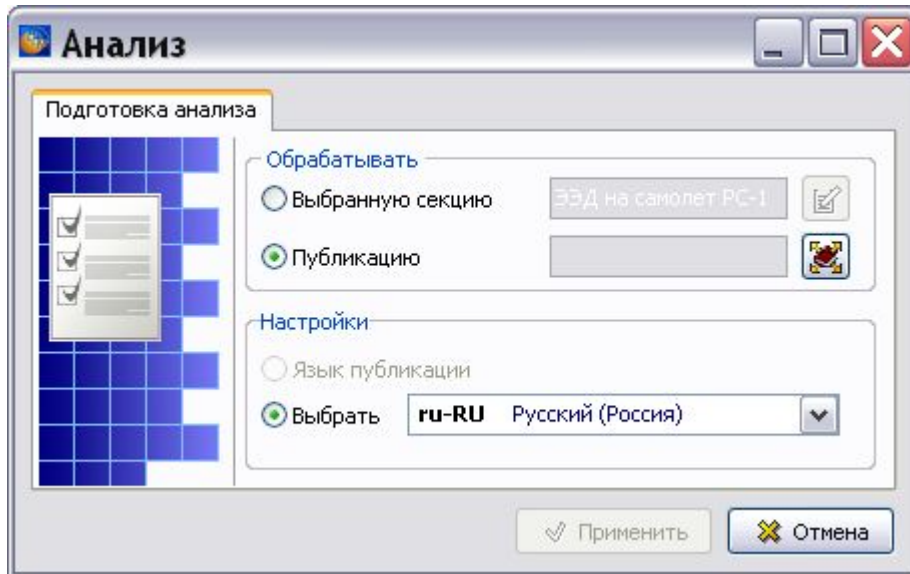 Анализ
Подготовка анализа
Обрабатывать
Выбранную секцию ЭЭД на самолет РС-1
Публикацию
Настройки
Язык публикации
Выбрать ru-RU Русский (Россия)
Применить Отмена